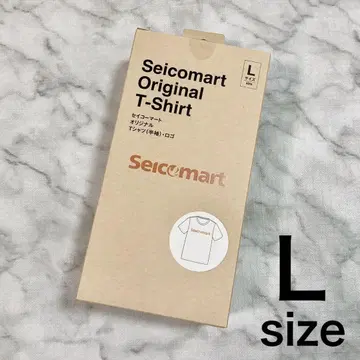 Seicomart
Original
T-Shirt
セイコーマート
オリジナル
Tシャツ(半袖)・ロゴ
L
サイズ
Seicomart
L
size